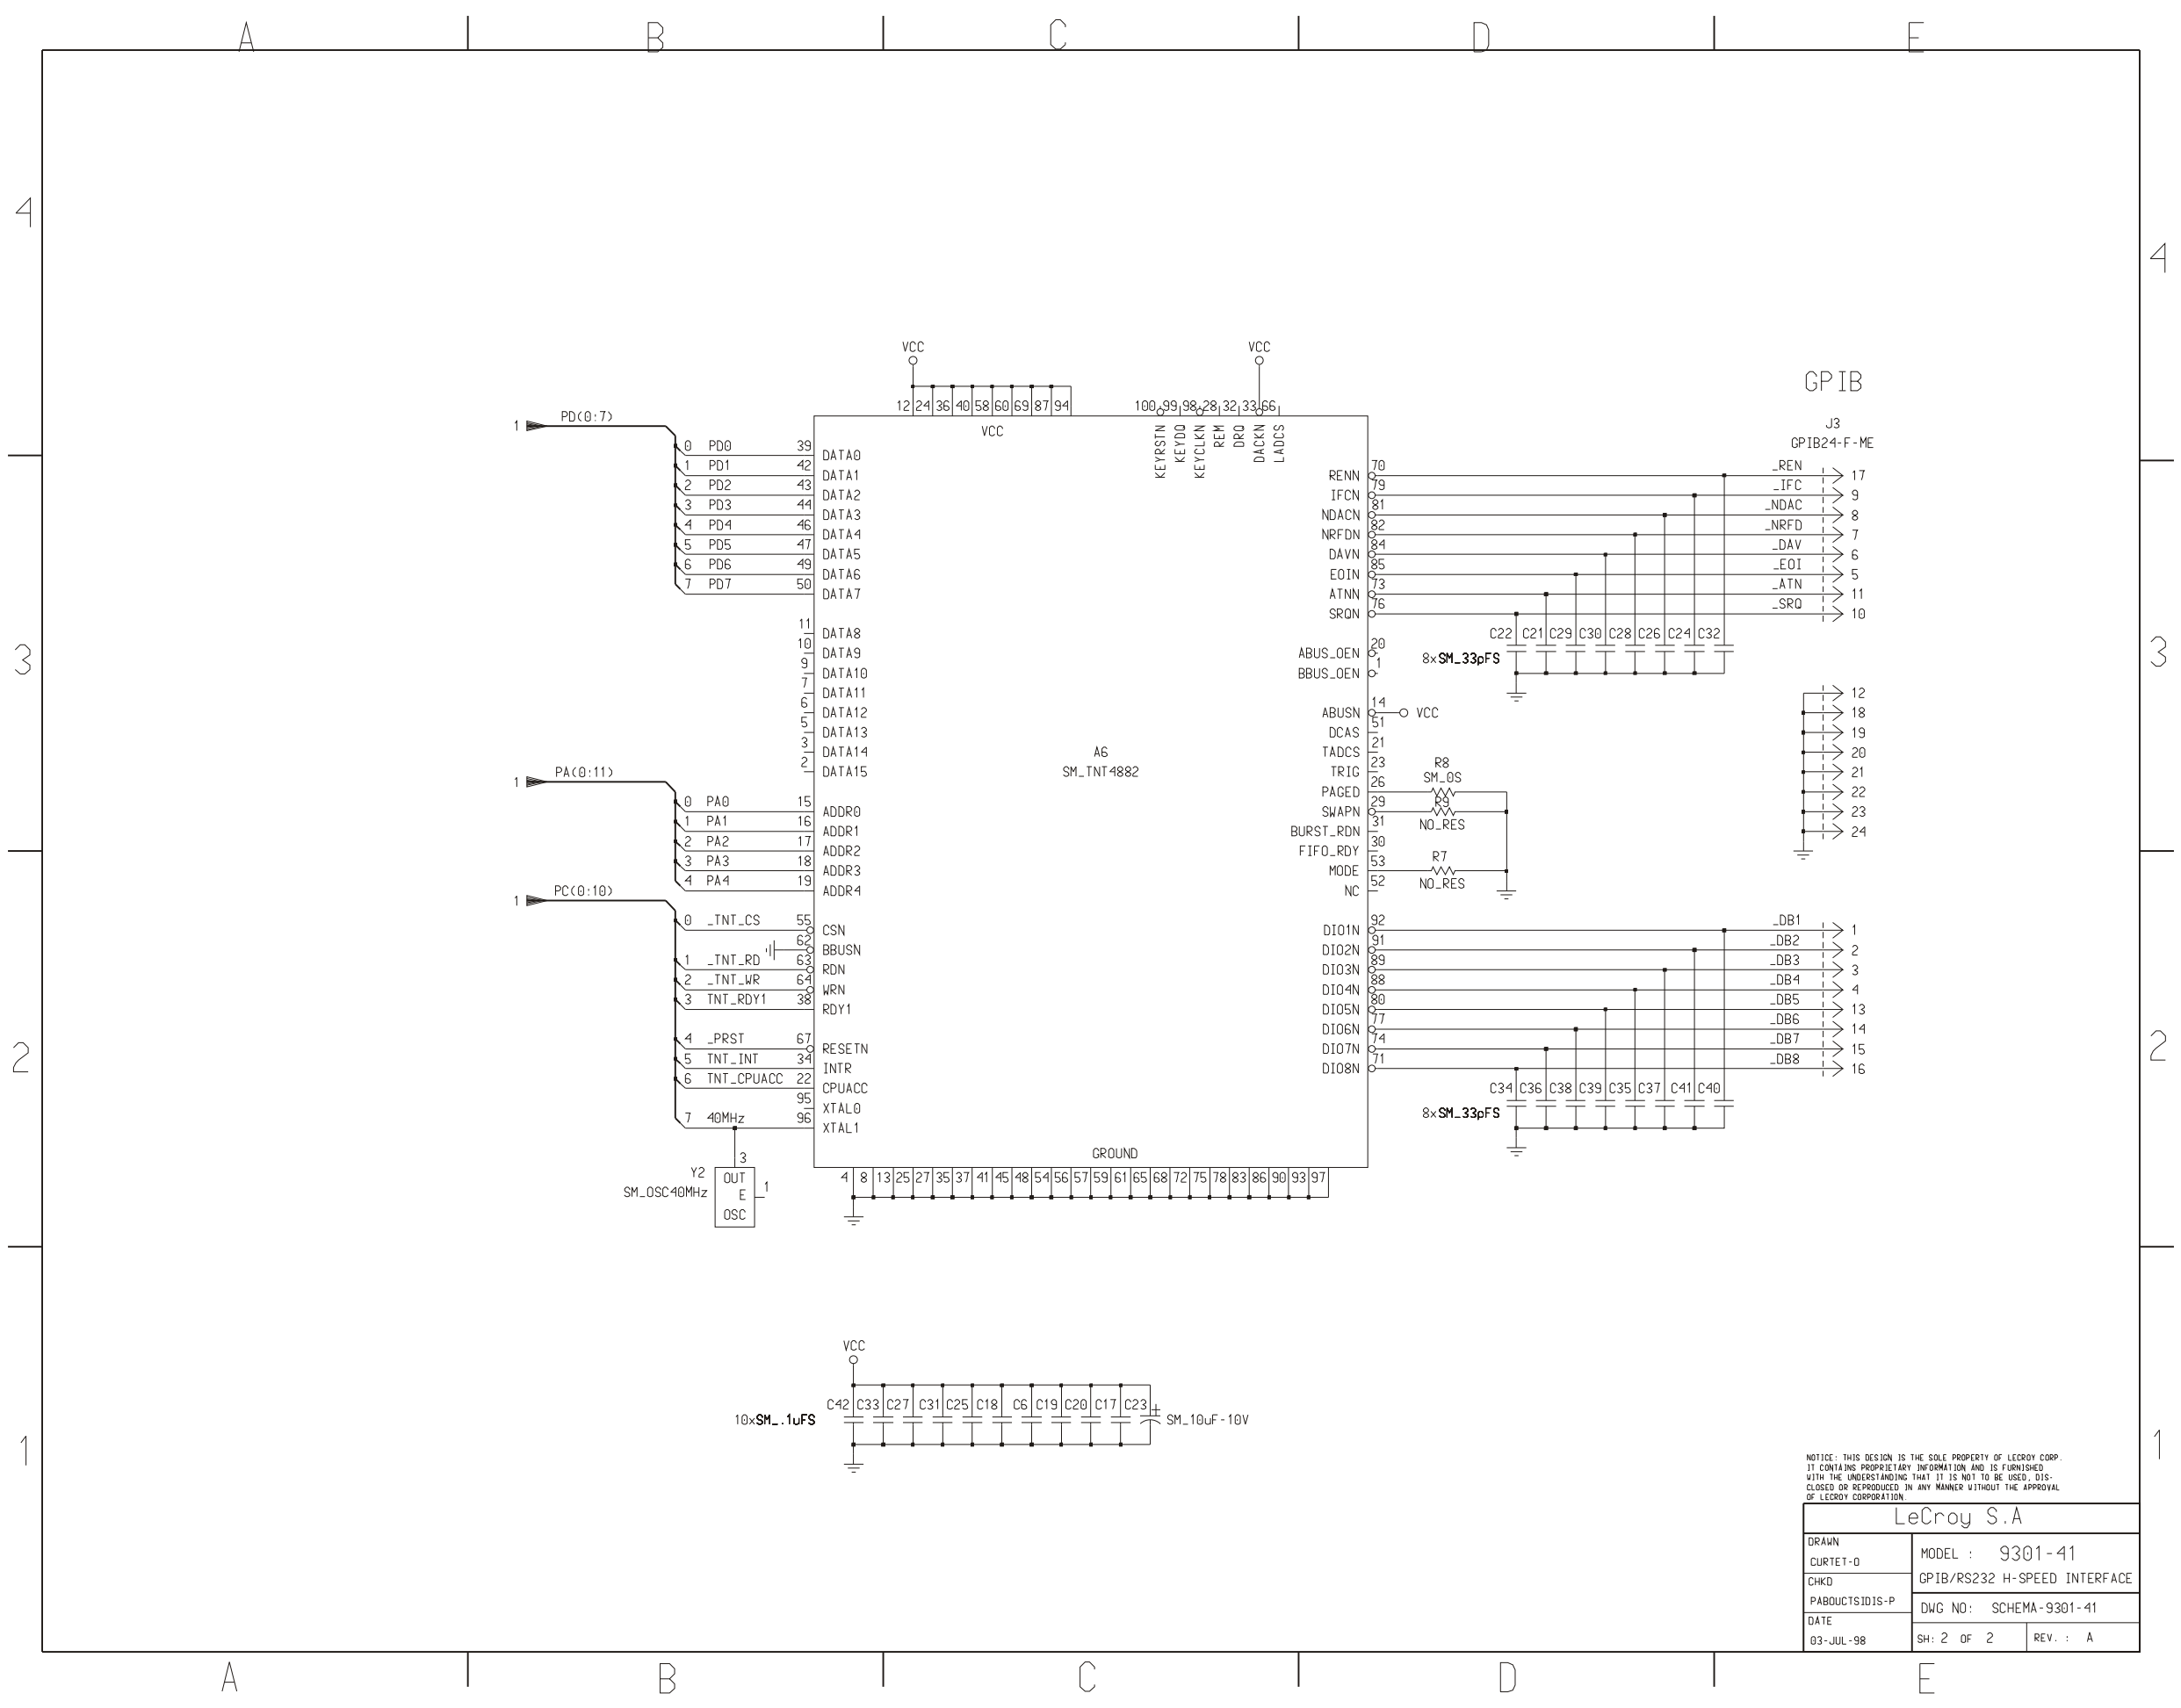 A B C D E
4 4
VCC VCC
GPIB
12 24 36 40 58 60 69 87 94
100 99 98 28 32 33 66
PD(0:7)
1
VCC
KEYRSTN KEYDQ KEYCLKN REM DRQ DACKN LADCS
J3
GPIB24-F-ME
0 PD0 39 DATA0
1 PD1 42 DATA1
2 PD2 43 DATA2
3 PD3 44 DATA3
4 PD4 46 DATA4
5 PD5 47 DATA5
6 PD6 49 DATA6
7 PD7 50 DATA7
RENN 70 _REN 17
IFCN 79 _IFC 9
NDACN 81 _NDAC 8
NRFDN 82 _NRFD 7
DAVN 84 _DAV 6
EOIN 85 _EOI 5
ATNN 73 _ATN 11
SRQN 76 _SRQ 10
3 3
11 DATA8
10 DATA9
9 DATA10
7 DATA11
6 DATA12
5 DATA13
3 DATA14
2 DATA15
ABUS_OEN 20
BBUS_OEN 1
C22 C21 C29 C30 C28 C26 C24 C32
8xSM_33pFS
12
18
19
20
21
22
23
24
ABUSN 14 VCC
DCAS 51
TADCS 21
TRIG 23
PAGED 26
SWAPN 29
BURST_RDN 31
FIFO_RDY 30
MODE 53
NC 52
A6
SM_TNT4882
R8
SM_0S
R9
NO_RES
R7
NO_RES
PA(0:11)
1
0 PA0 15 ADDR0
1 PA1 16 ADDR1
2 PA2 17 ADDR2
3 PA3 18 ADDR3
4 PA4 19 ADDR4
PC(0:10)
1
0 _TNT_CS 55 CSN
62 BBUSN
1 _TNT_RD 63 RDN
2 _TNT_WR 64 WRN
3 TNT_RDY1 38 RDY1
4 _PRST 67 RESETN
5 TNT_INT 34 INTR
6 TNT_CPUACC 22 CPUACC
95 XTAL0
7 40MHz 96 XTAL1
DIO1N 92 _DB1 1
DIO2N 91 _DB2 2
DIO3N 89 _DB3 3
DIO4N 88 _DB4 4
DIO5N 80 _DB5 13
DIO6N 77 _DB6 14
DIO7N 74 _DB7 15
DIO8N 71 _DB8 16
2 2
C34 C36 C38 C39 C35 C37 C41 C40
8xSM_33pFS
GROUND
4 8 13 25 27 35 37 41 45 48 54 56 57 59 61 65 68 72 75 78 83 86 90 93 97
Y2
SM_OSC40MHz
3
OUT
E 1
OSC
VCC
C42 C33 C27 C31 C25 C18 C6 C19 C20 C17 C23
10xSM_.1uFS
+
SM_10uF-10V
1 1
NOTICE: THIS DESIGN IS THE SOLE PROPERTY OF LECROY CORP.
IT CONTAINS PROPRIETARY INFORMATION AND IS FURNISHED
WITH THE UNDERSTANDING THAT IT IS NOT TO BE USED, DIS-
CLOSED OR REPRODUCED IN ANY MANNER WITHOUT THE APPROVAL
OF LECROY CORPORATION.
LeCroy S.A
DRAWN
CURTET-O
CHKD
PABOUCTSIDIS-P
DATE
03-JUL-98
MODEL : 9301-41
GPIB/RS232 H-SPEED INTERFACE
DWG NO: SCHEMA-9301-41
SH: 2 OF 2
REV. : A
A B C D E